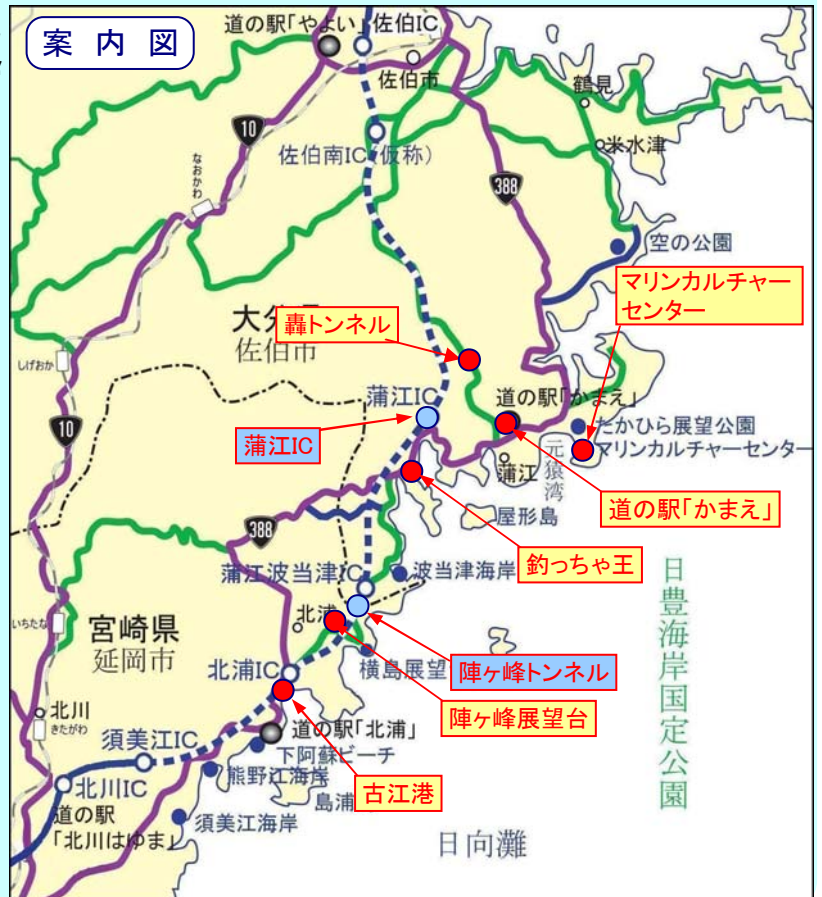 案内図
道の駅「やよい」
佐伯IC
佐伯市
鶴見
10
佐伯南IC(仮称)
米水津
なおかわ
388
空の公園
マリンカルチャー
センター
大分
佐伯市
轟トンネル
しげおか
蒲江IC
道の駅「かまえ」
10
蒲江IC
たかひら展望公園
マリンカルチャーセンター
蒲江
元猿湾
道の駅「かまえ」
屋形島
388
釣っちゃ王
蒲江波当津IC
波当津海岸
日豊海岸国定公園
いちたな
宮崎県
延岡市
北浦
北浦IC
横島展望
陣ヶ峰トンネル
陣ヶ峰展望台
北川
きたがわ
須美江IC
道の駅「北浦」
下阿蘇ビーチ
北川IC
熊野江海岸
島浦
古江港
道の駅
「北川はゆま」
須美江海岸
日向灘